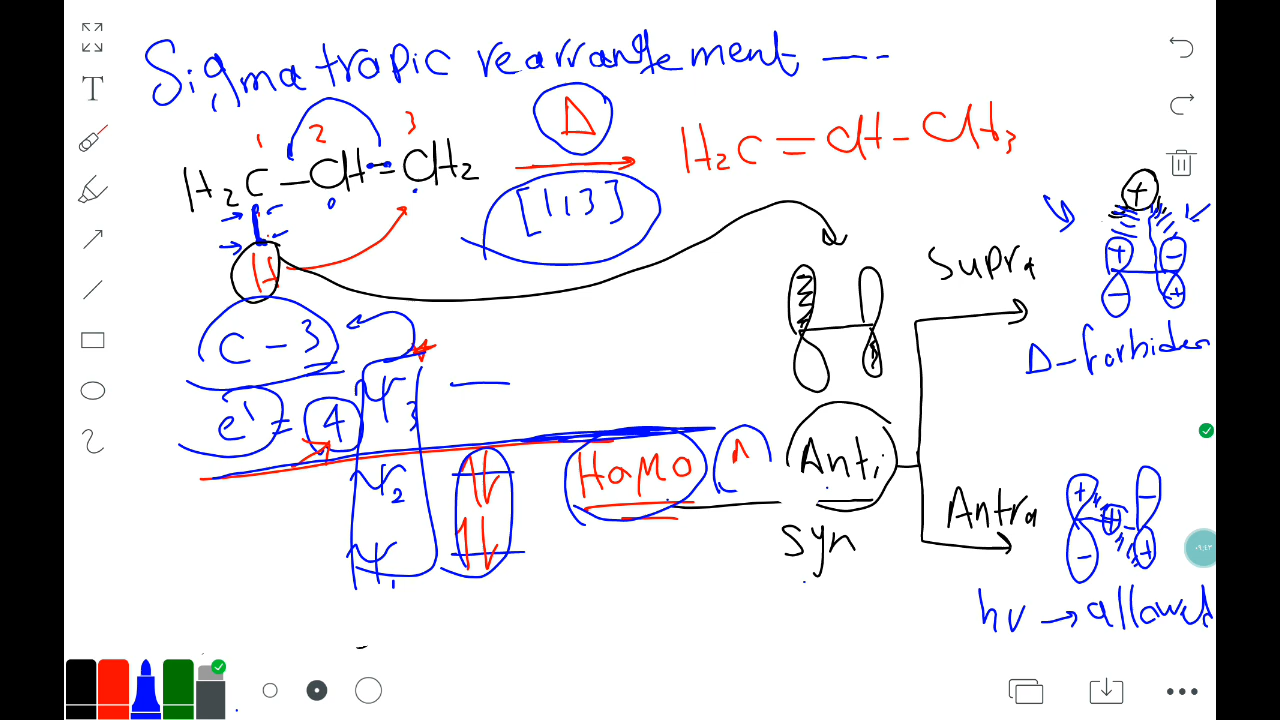 Sigmatropic rearrangement ----
1 2 3
H2C – CH = CH2
Δ
[1,3]
H2C = CH – CH3
H
C – 3
e' = 4
ψ3
ψ2
ψ1
HoMO
Δ
Anti
Syn
Supra
+
+ –
– +
Δ – forbiden
Antra
+ –
+
– +
hν → allowed
T